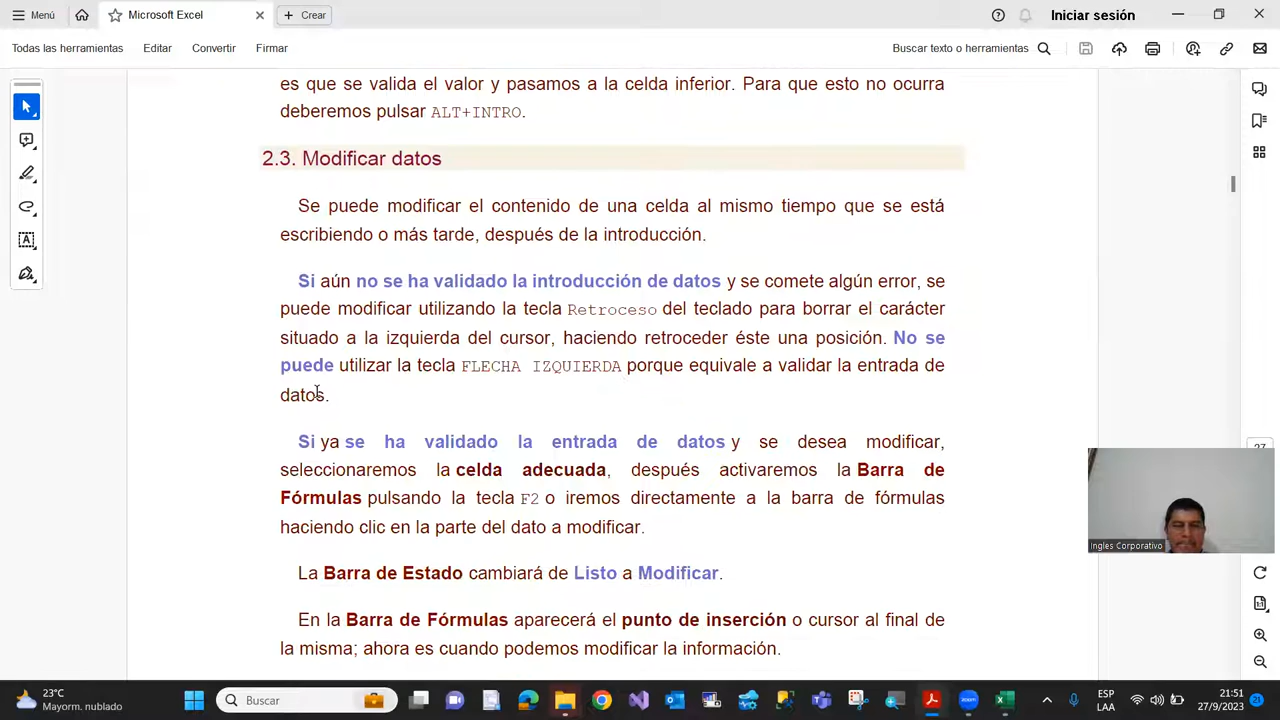 Menú
Microsoft Excel
Crear
Iniciar sesión
Todas las herramientas
Editar
Convertir
Firmar
Buscar texto o herramientas
es que se valida el valor y pasamos a la celda inferior. Para que esto no ocurra
deberemos pulsar ALT+INTRO.
2.3. Modificar datos
Se puede modificar el contenido de una celda al mismo tiempo que se está
escribiendo o más tarde, después de la introducción.
Si aún no se ha validado la introducción de datos y se comete algún error, se
puede modificar utilizando la tecla Retroceso del teclado para borrar el carácter
situado a la izquierda del cursor, haciendo retroceder éste una posición. No se
puede utilizar la tecla FLECHA IZQUIERDA porque equivale a validar la entrada de
datos.
Si ya se ha validado la entrada de datos y se desea modificar,
seleccionaremos la celda adecuada, después activaremos la Barra de
Fórmulas pulsando la tecla F2 o iremos directamente a la barra de fórmulas
haciendo clic en la parte del dato a modificar.
La Barra de Estado cambiará de Listo a Modificar.
En la Barra de Fórmulas aparecerá el punto de inserción o cursor al final de
la misma; ahora es cuando podemos modificar la información.
Ingles Corporativo
23°C
Mayorm. nublado
Buscar
ESP
LAA
21:51
27/9/2023